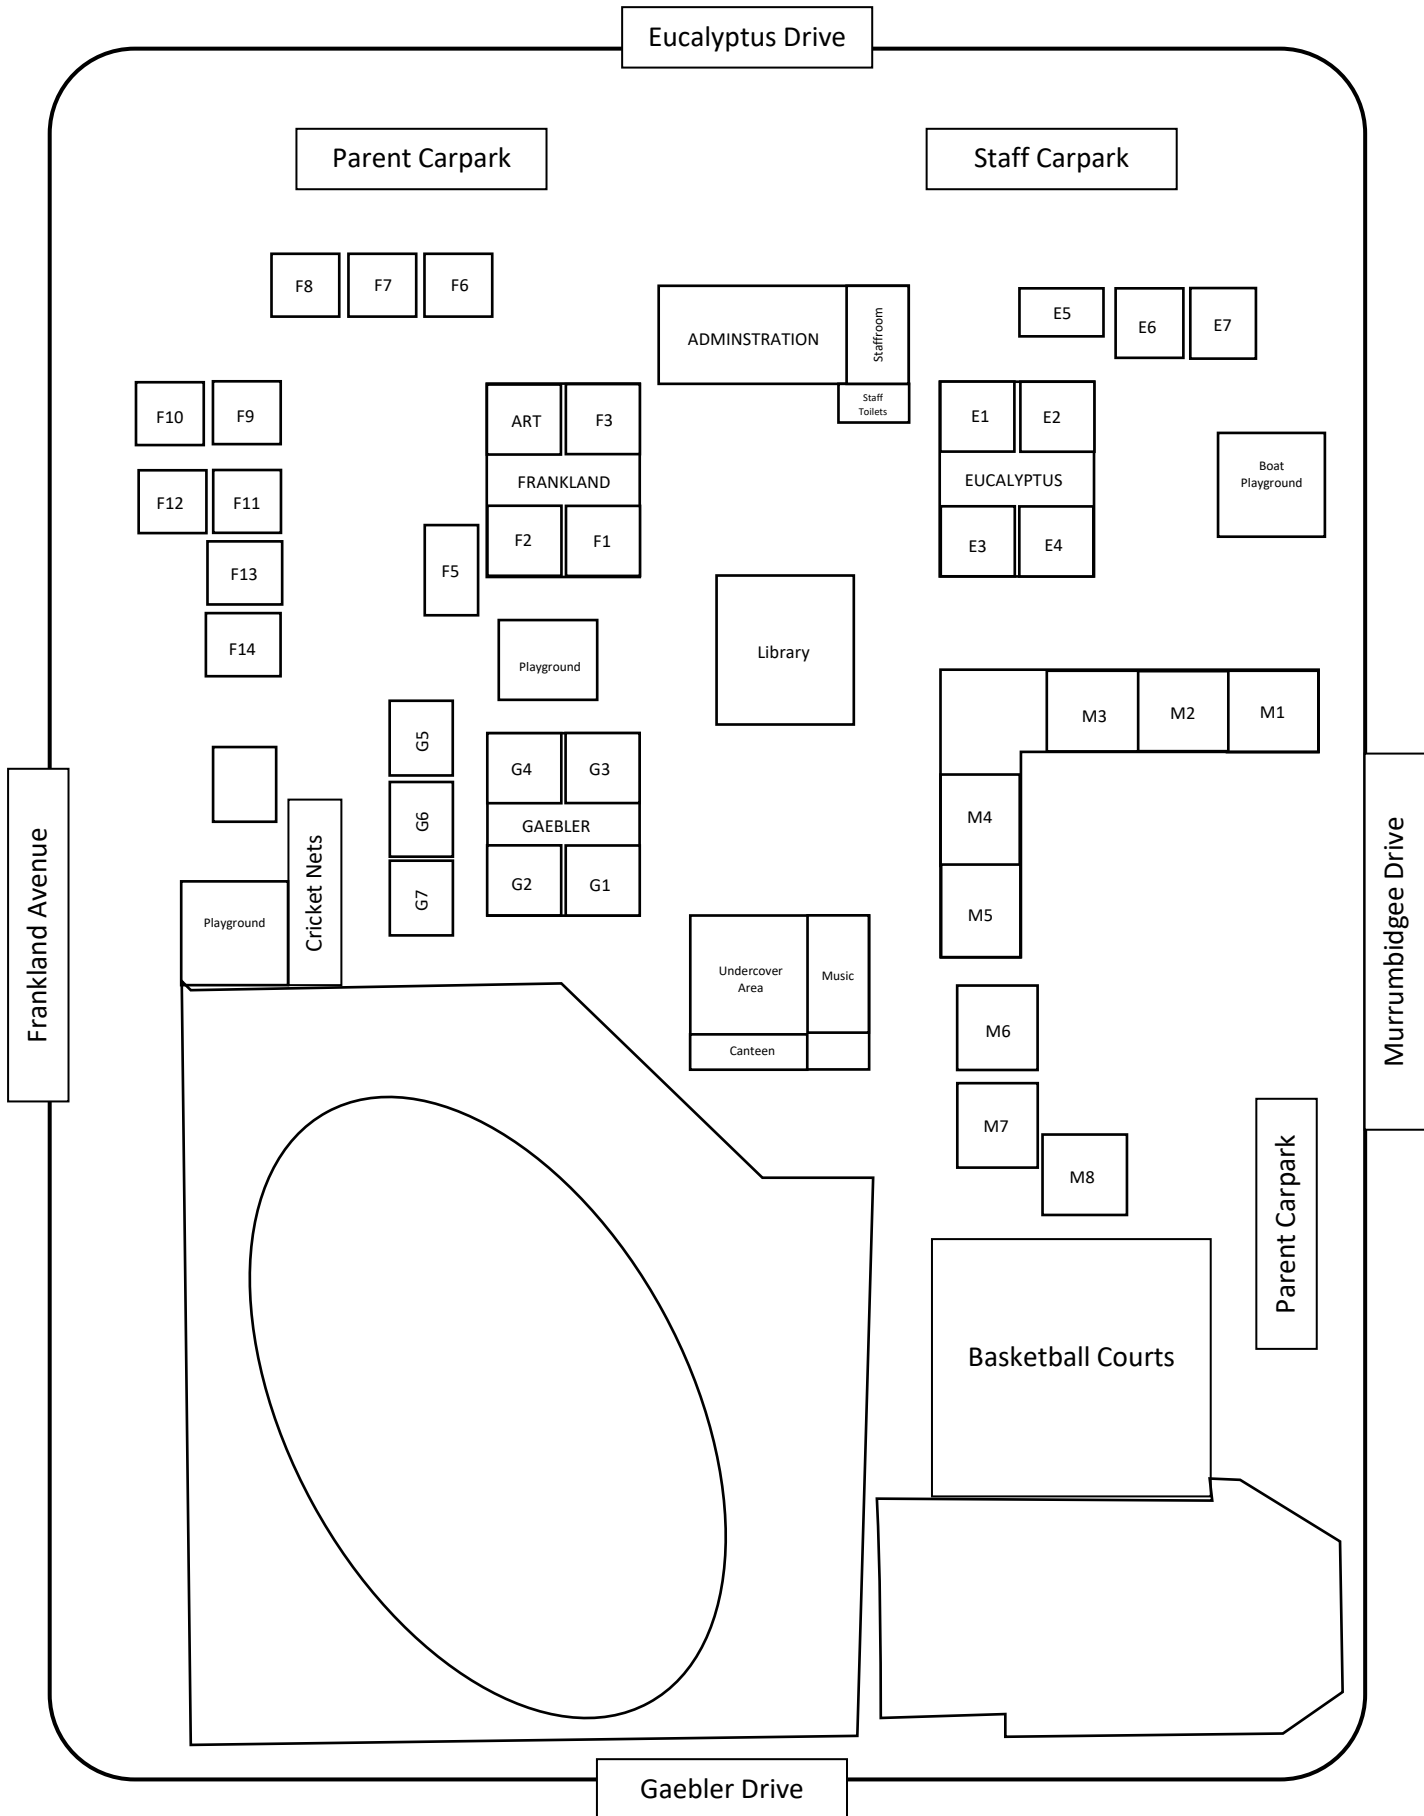 Eucalyptus Drive
Parent Carpark
Staff Carpark
F8
F7
F6
ADMINSTRATION
Staffroom
Staff
Toilets
E5
E6
E7
F10
F9
ART
F3
E1
E2
FRANKLAND
EUCALYPTUS
Boat
Playground
F12
F11
F2
F1
E3
E4
F13
F5
F14
Playground
Library
M3
M2
M1
G5
G4
G3
G6
GAEBLER
M4
G7
G2
G1
M5
Cricket Nets
Playground
Frankland Avenue
Murrumbidgee Drive
Undercover
Area
Music
Canteen
M6
M7
M8
Parent Carpark
Basketball Courts
Gaebler Drive